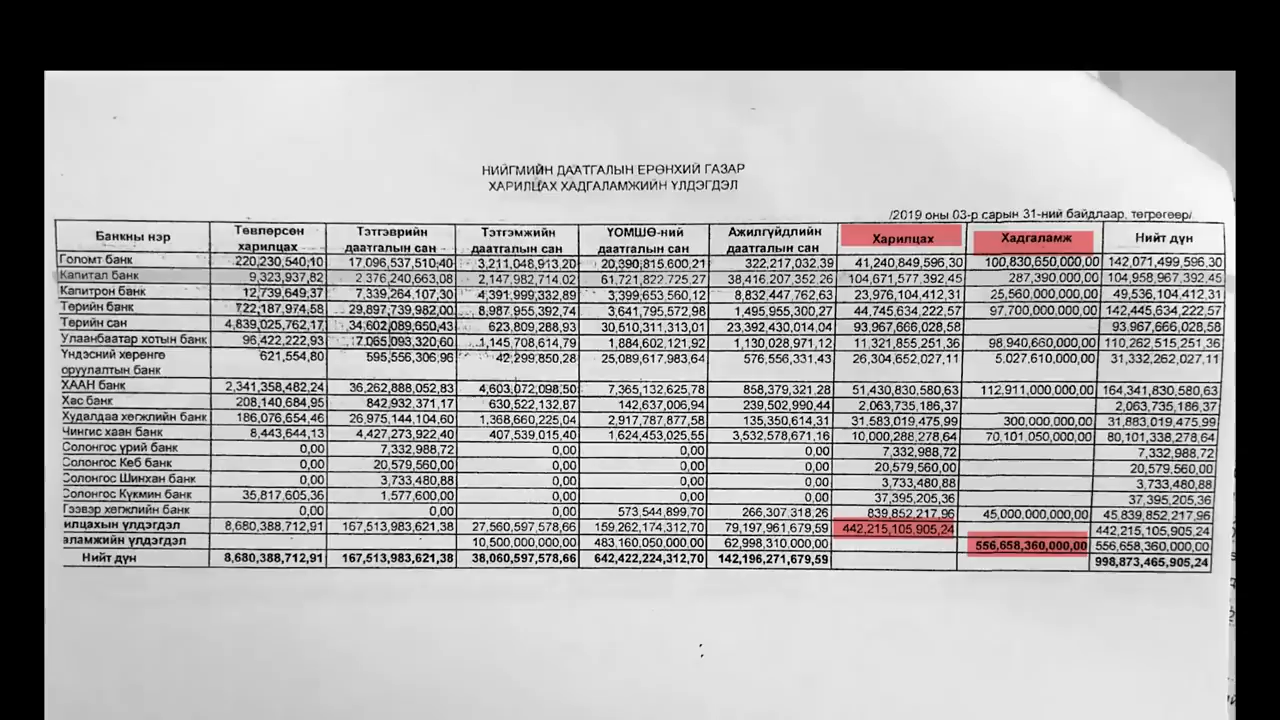 НИЙГМИЙН ДААТГАЛЫН ЕРӨНХИЙ ГАЗАР
ХАРИЛЦАХ ХАДГАЛАМЖИЙН ҮЛДЭГДЭЛ
/2019 оны 03-р сарын 31-ний байдлаар, төгрөгөөр/
Банкны нэр Төвлөрсөн харилцах Тэтгэврийн даатгалын сан Тэтгэмжийн даатгалын сан ҮОМШӨ-ний даатгалын сан Ажилгүйдлийн даатгалын сан Харилцах Хадгаламж Нийт дүн
Голомт банк 220,230,540,10 17,096,537,510,40 3,211,048,913,20 20,390,815,600,21 322,217,032,39 41,240,849,596,30 100,830,650,000,00 142,071,499,596,30
Капитал банк 9,323,937,82 2 376,240,663,08 2,147,982,714,02 61,721,822,725,27 38,416,207,352,26 104,671,577,392,45 287,390,000,00 104,958,967,392,45
Капитрон банк 12,739,649,37 7,339,264,107,30 4,391,999,332,89 3,399,653,560,12 8,832,447,762,63 23,976,104,412,31 25,560,000,000,00 49,536,104,412,31
Төрийн банк 722,187,974,58 29,897,739,982,00 8,987,955,392,74 3,641,795,572,98 1,495,955,300,27 44,745,634,222,57 97,700,000,000,00 142,445,634,222,57
Төрийн сан 4,839,025,762,17 34,602,089,650,43 623,809,288,93 30,510,311,313,01 23,392,430,014,04 93,967,666,028,58 93,967,666,028,58
Улаанбаатар хотын банк 96,422,222,93 7,065,093,320,60 1,145,708,614,79 1,884,602,121,92 1,130,028,971,12 11,321,855,251,36 98,940,660,000,00 110,262,515,251,36
Үндэсний хөрөнгө оруулалтын банк 621,554,80 595,556,306,96 42,299,850,28 25,089,617,983,64 576,556,331,43 26,304,652,027,11 5,027,610,000,00 31,332,262,027,11
ХААН банк 2,341,358,482,24 36,262,888,052,83 4,603,072,098,50 7,365,132,625,78 858,379,321,28 51,430,830,580,63 112,911,000,000,00 164,341,830,580,63
Хас банк 208,140,684,95 842,932,371,17 630,522,132,87 142,637,006,94 239,502,990,44 2,063,735,186,37 2,063,735,186,37
Худалдаа хөгжлийн банк 186,076,654,46 26,975,144,104,60 1,368,660,225,04 2,917,787,877,58 135,350,614,31 31,583,019,475,99 300,000,000,00 31,883,019,475,99
Чингис хаан банк 8,443,644,13 4,427,273,922,40 407,539,015,40 1,624,453,025,55 3,532,578,671,16 10,000,288,278,64 70,101,050,000,00 80,101,338,278,64
Солонгос үрий банк 0,00 7,332,988,72 0,00 0,00 0,00 7,332,988,72 7,332,988,72
Солонгос Кеб банк 0,00 20,579,560,00 0,00 0,00 0,00 20,579,560,00 20,579,560,00
Солонгос Шинхан банк 0,00 3,733,480,88 0,00 0,00 0,00 3,733,480,88 3,733,480,88
Солонгос Күкмин банк 35,817,605,36 1,577,600,00 0,00 0,00 0,00 37,395,205,36 37,395,205,36
Тээвэр хөгжлийн банк 0,00 0,00 0,00 573,544,899,70 266,307,318,26 839,852,217,96 45,000,000,000,00 45,839,852,217,96
илцахын үлдэгдэл 8,680,388,712,91 167,513,983,621,38 27,560,597,578,66 159,262,174,312,70 79,197,961,679,59 442,215,105,905,24 442,215,105,905,24
аламжийн үлдэгдэл 10,500,000,000,00 483,160,050,000,00 62,998,310,000,00 556,658,360,000,00 556,658,360,000,00
Нийт дүн 8,680,388,712,91 167,513,983,621,38 38,060,597,578,66 642,422,224,312,70 142,196,271,679,59 998,873,465,905,24